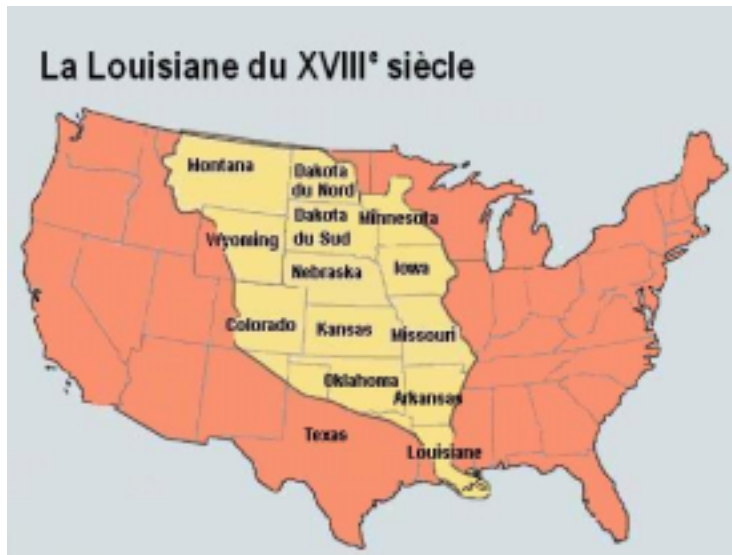 La Louisiane du XVIIIe siècle
Montana
Dakota
du Nord
Dakota
du Sud
Minnesota
Wyoming
Nebraska
Iowa
Colorado
Kansas
Missouri
Oklahoma
Arkansas
Texas
Louisiane